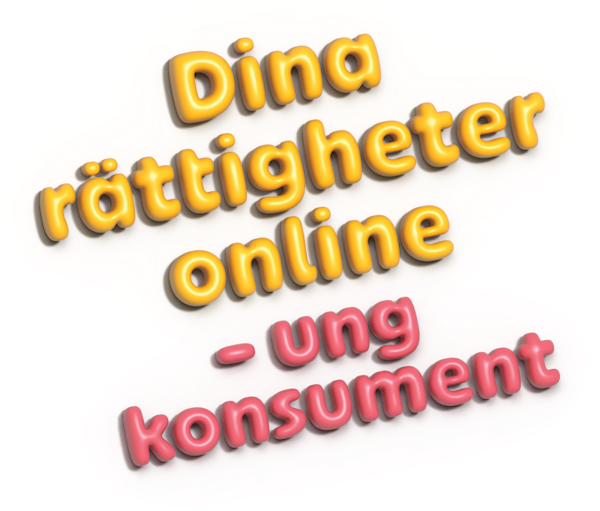 Dina
rättigheter
online
- ung
konsument